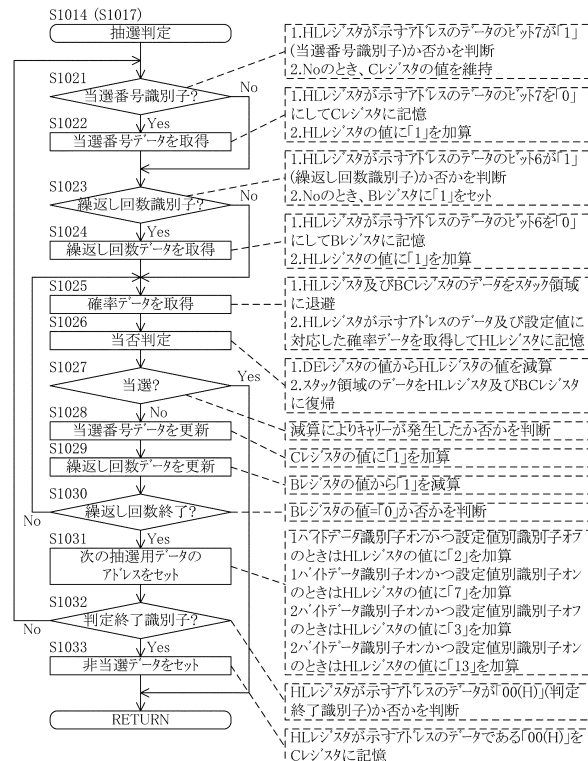 S1014 (S1017)
抽選判定
S1021
当選番号識別子?
No
Yes
S1022
当選番号データを取得
S1023
繰返し回数識別子?
No
Yes
S1024
繰返し回数データを取得
S1025
確率データを取得
S1026
当否判定
S1027
当選?
Yes
No
S1028
当選番号データを更新
S1029
繰返し回数データを更新
S1030
繰返し回数終了?
No
Yes
S1031
次の抽選用データの
アドレスをセット
S1032
判定終了識別子?
No
Yes
S1033
非当選データをセット
RETURN
1.HLレジスタが示すアドレスのデータのビット7が「1」
(当選番号識別子)か否かを判断
2.Noのとき、Cレジスタの値を維持
1.HLレジスタが示すアドレスのデータのビット7を「0」
にしてCレジスタに記憶
2.HLレジスタの値に「1」を加算
1.HLレジスタが示すアドレスのデータのビット6が「1」
(繰返し回数識別子)か否かを判断
2.Noのとき、Bレジスタに「1」をセット
1.HLレジスタが示すアドレスのデータのビット6を「0」
にしてBレジスタに記憶
2.HLレジスタの値に「1」を加算
1.HLレジスタ及びBCレジスタのデータをスタック領域
に退避
2.HLレジスタが示すアドレスのデータ及び設定値に
対応した確率データを取得してHLレジスタに記憶
1.DEレジスタの値からHLレジスタの値を減算
2.スタック領域のデータをHLレジスタ及びBCレジスタ
に復帰
減算によりキャリーが発生したか否かを判断
Cレジスタの値に「1」を加算
Bレジスタの値から「1」を減算
Bレジスタの値=「0」か否かを判断
1バイトデータ識別子オンかつ設定値別識別子オフ
のときはHLレジスタの値に「2」を加算
1バイトデータ識別子オンかつ設定値別識別子オン
のときはHLレジスタの値に「7」を加算
2バイトデータ識別子オンかつ設定値別識別子オフ
のときはHLレジスタの値に「3」を加算
2バイトデータ識別子オンかつ設定値別識別子オン
のときはHLレジスタの値に「13」を加算
HLレジスタが示すアドレスのデータが「00(H)」(判定
終了識別子)か否かを判断
HLレジスタが示すアドレスのデータである「00(H)」を
Cレジスタに記憶